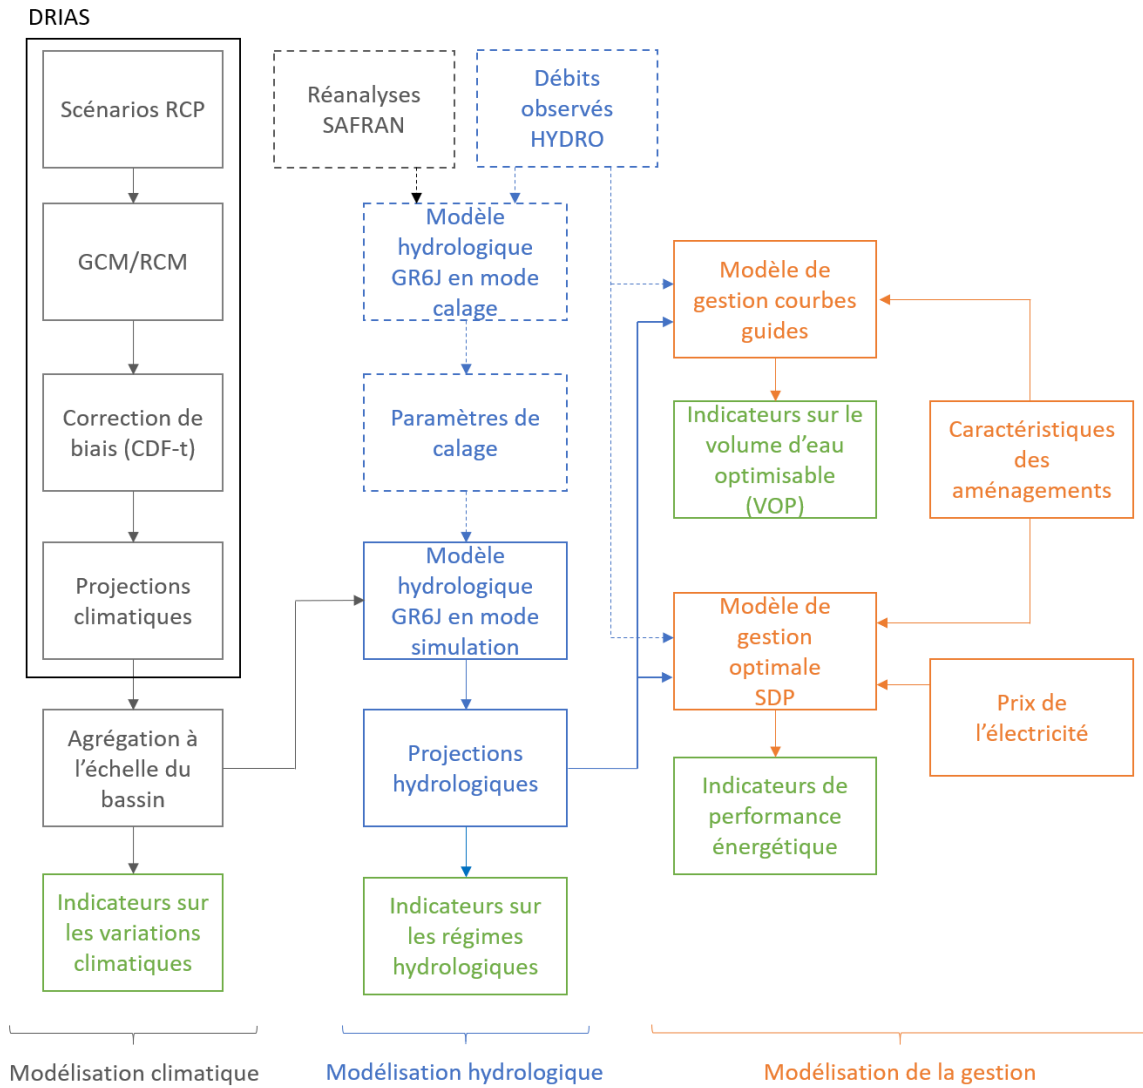 DRIAS
Scénarios RCP
GCM/RCM
Correction de
biais (CDF-t)
Projections
climatiques
Agrégation à
l'échelle du
bassin
Indicateurs sur
les variations
climatiques
Modélisation climatique
Réanalyses
SAFRAN
Débits
observés
HYDRO
Modèle
hydrologique
GR6J en mode
calage
Paramètres de
calage
Modèle
hydrologique
GR6J en mode
simulation
Projections
hydrologiques
Indicateurs sur
les régimes
hydrologiques
Modélisation hydrologique
Modèle de
gestion courbes
guides
Indicateurs sur le
volume d'eau
optimisable
(VOP)
Caractéristiques
des
aménagements
Modèle de
gestion
optimale
SDP
Prix de
l'électricité
Indicateurs de
performance
énergétique
Modélisation de la gestion